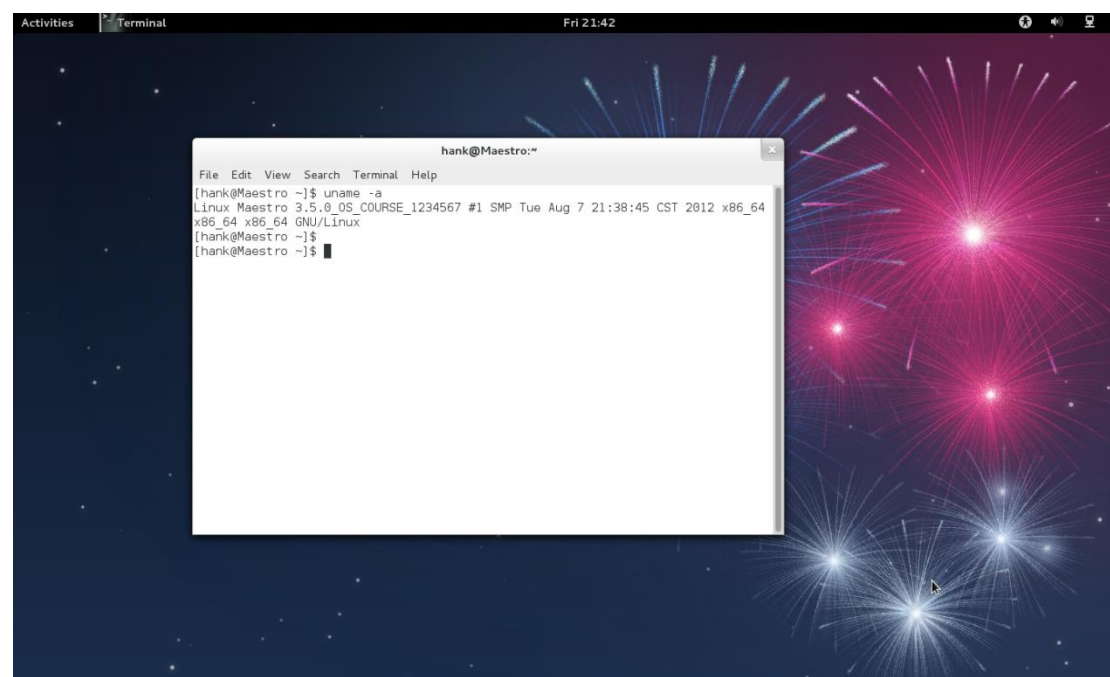 Activities Terminal Fri 21:42
hank@Maestro:~
File Edit View Search Terminal Help
[hank@Maestro ~]$ uname -a
Linux Maestro 3.5.0_OS_COURSE_1234567 #1 SMP Tue Aug 7 21:38:45 CST 2012 x86_64
x86_64 x86_64 GNU/Linux
[hank@Maestro ~]$
[hank@Maestro ~]$